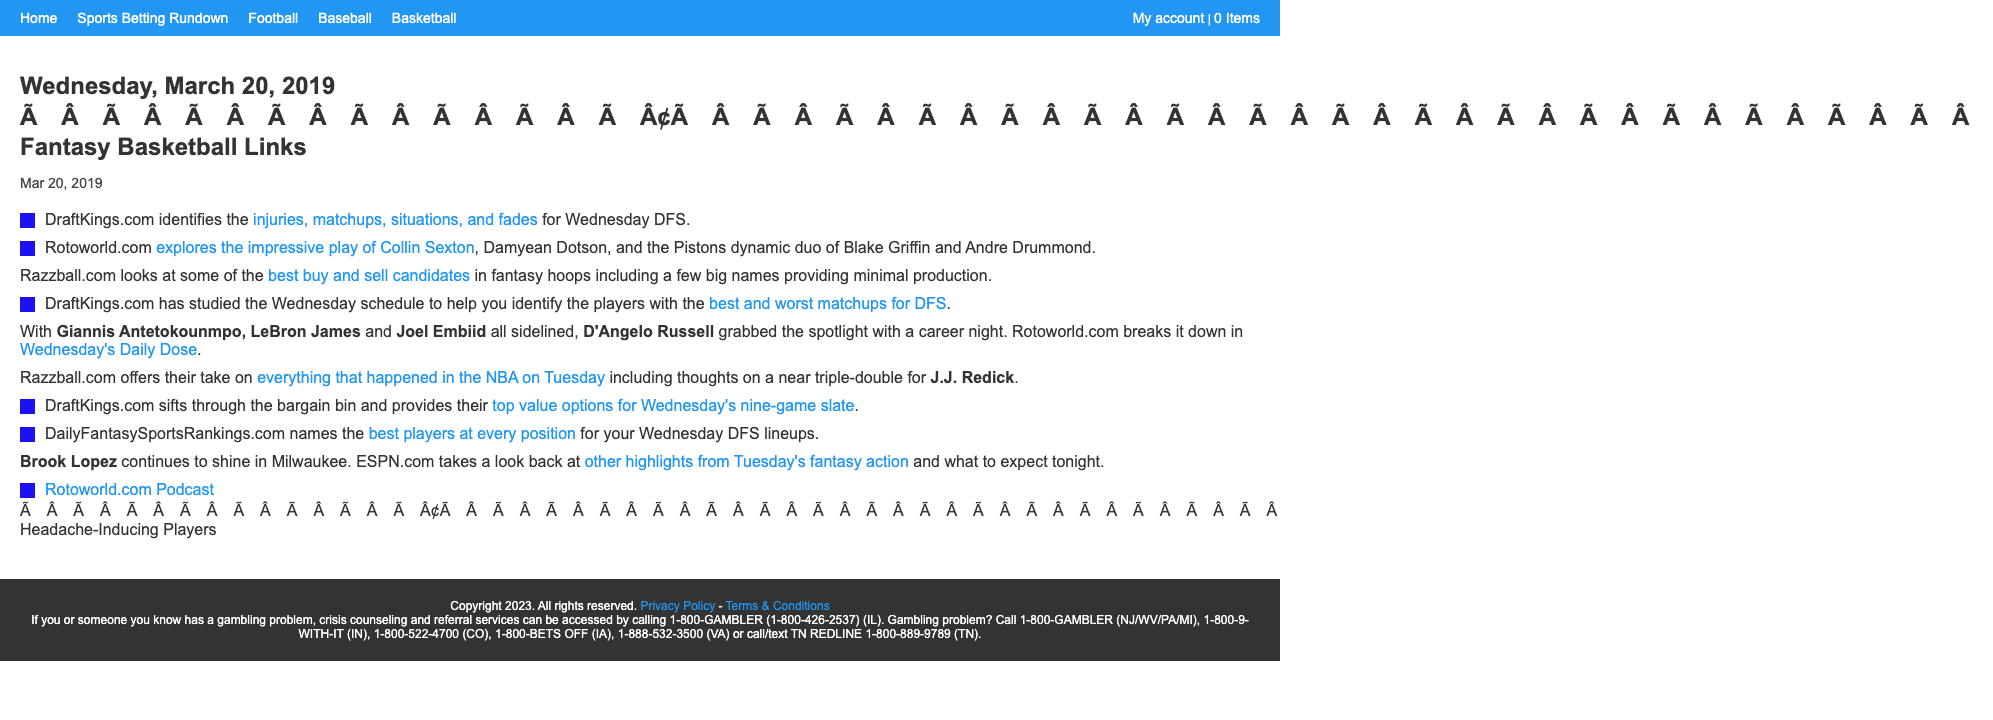 Home Sports Betting Rundown Football Baseball Basketball My account | 0 Items
Wednesday, March 20, 2019
Ã Â Ã Â Ã Â Ã Â Ã Â Ã Â Ã Â Ã Â¢Ã Â Ã Â Ã Â Ã Â Ã Â Ã Â Ã Â Ã Â Ã Â Ã Â Ã Â Ã Â Ã Â Ã Â Ã Â Ã Â
Fantasy Basketball Links
Mar 20, 2019
DraftKings.com identifies the injuries, matchups, situations, and fades for Wednesday DFS.
Rotoworld.com explores the impressive play of Collin Sexton, Damyean Dotson, and the Pistons dynamic duo of Blake Griffin and Andre Drummond.
Razzball.com looks at some of the best buy and sell candidates in fantasy hoops including a few big names providing minimal production.
DraftKings.com has studied the Wednesday schedule to help you identify the players with the best and worst matchups for DFS.
With Giannis Antetokounmpo, LeBron James and Joel Embiid all sidelined, D'Angelo Russell grabbed the spotlight with a career night. Rotoworld.com breaks it down in
Wednesday's Daily Dose.
Razzball.com offers their take on everything that happened in the NBA on Tuesday including thoughts on a near triple-double for J.J. Redick.
DraftKings.com sifts through the bargain bin and provides their top value options for Wednesday's nine-game slate.
DailyFantasySportsRankings.com names the best players at every position for your Wednesday DFS lineups.
Brook Lopez continues to shine in Milwaukee. ESPN.com takes a look back at other highlights from Tuesday's fantasy action and what to expect tonight.
Rotoworld.com Podcast
Ã Â Ã Â Ã Â Ã Â Ã Â Ã Â Ã Â Ã Â¢Ã Â Ã Â Ã Â Ã Â Ã Â Ã Â Ã Â Ã Â Ã Â Ã Â Ã Â Ã Â Ã Â Ã Â Ã Â Ã Â
Headache-Inducing Players
Copyright 2023. All rights reserved. Privacy Policy - Terms & Conditions
If you or someone you know has a gambling problem, crisis counseling and referral services can be accessed by calling 1-800-GAMBLER (1-800-426-2537) (IL). Gambling problem? Call 1-800-GAMBLER (NJ/WV/PA/MI), 1-800-9-
WITH-IT (IN), 1-800-522-4700 (CO), 1-800-BETS OFF (IA), 1-888-532-3500 (VA) or call/text TN REDLINE 1-800-889-9789 (TN).